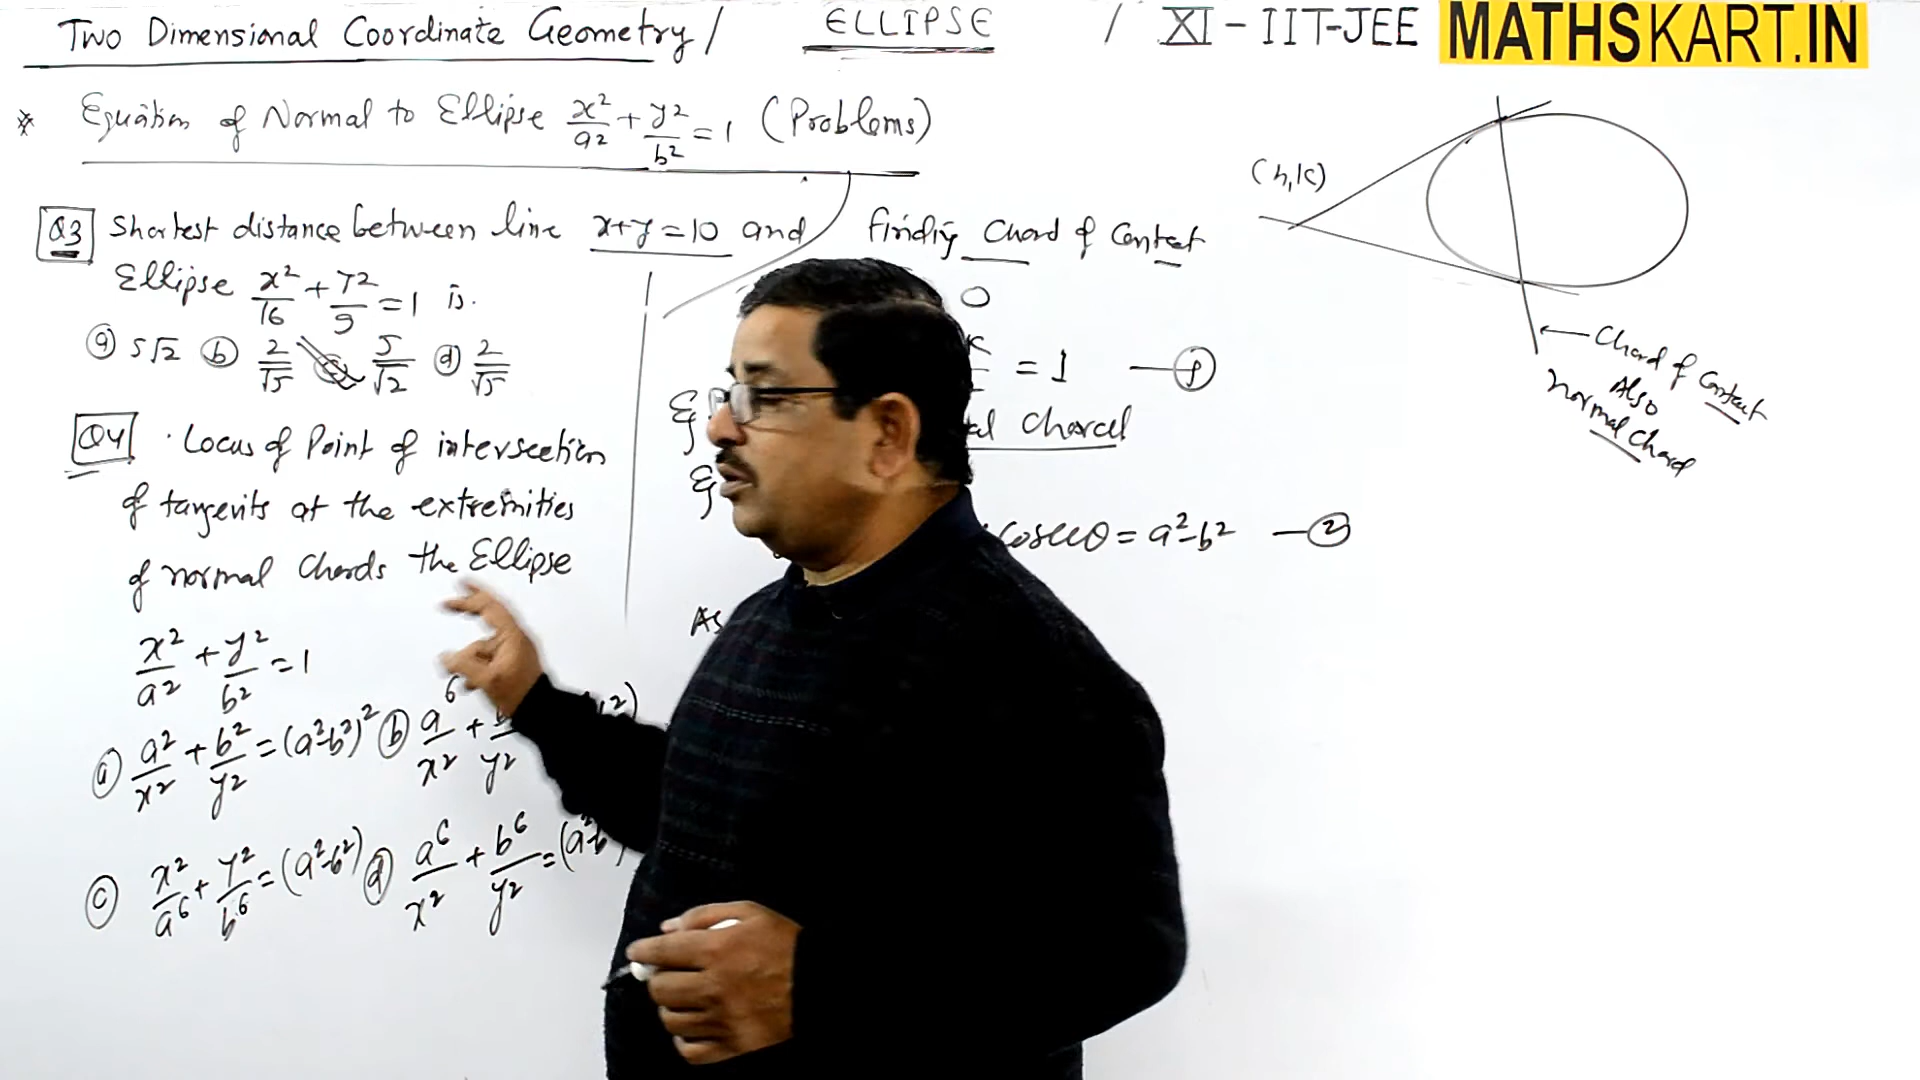 Two Dimensional Coordinate Geometry / ELLIPSE / XI - IIT-JEE MATHSKART.IN
* Equation of Normal to Ellipse x²/a² + y²/b² = 1 (Problems)
Q3 Shortest distance between line x+y=10 and
Ellipse x²/16 + y²/9 = 1 is.
(a) 5√2 (b) 2/√5 (c) 5/√2 (d) 2/√5
Q4 . Locus of Point of intersection
of tangents at the extremities
of normal Chords the Ellipse
x²/a² + y²/b² = 1
(a) a²/x² + b²/y² = (a²-b²)² (b) a⁶/x² +
y²
(c) x²/a⁶ + y²/b⁶ = (a²-b²) (d) a⁶/x² + b⁶/y² = (a²-b
finding Chord of Contact
0
= 1 —(1)
Chord
cosecθ = a²-b² —(2)
As
(h,k)
Chord of Contact
Also
normal Chord